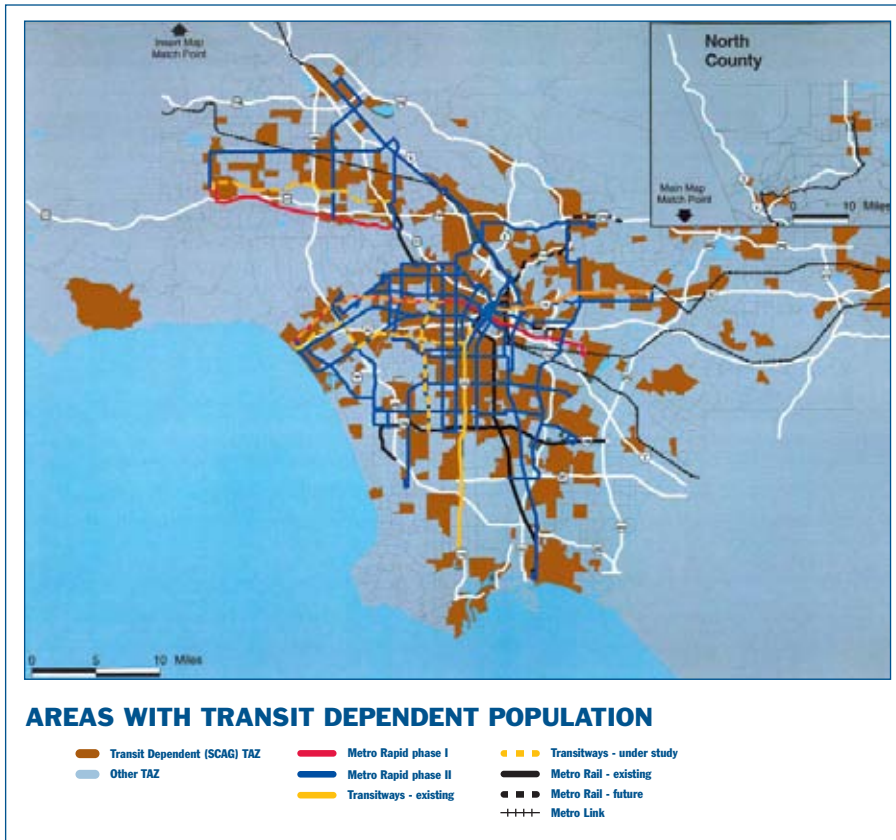 Insert Map
Match Point
North
County
Main Map
Match Point
0 10 Miles
0 5 10 Miles
AREAS WITH TRANSIT DEPENDENT POPULATION
Transit Dependent (SCAG) TAZ
Other TAZ
Metro Rapid phase I
Metro Rapid phase II
Transitways - existing
Transitways - under study
Metro Rail - existing
Metro Rail - future
Metro Link